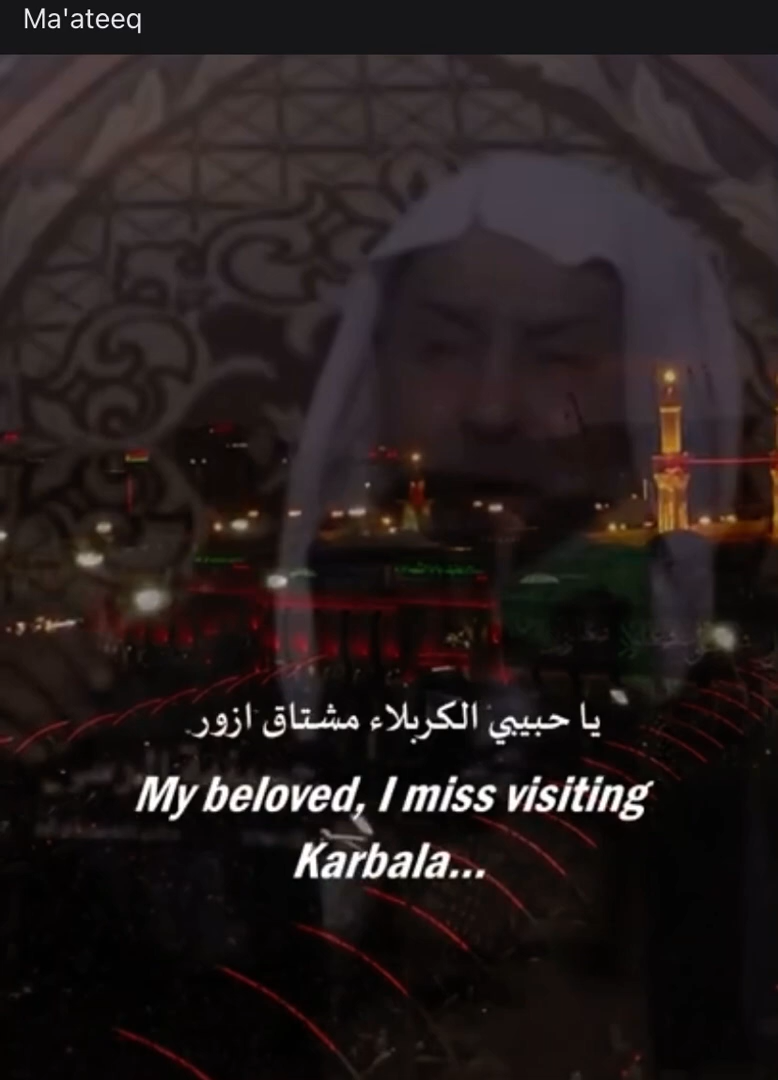 Ma'ateeq
يا حبيبي الكربلاء مشتاق ازور
My beloved, I miss visiting
Karbala...